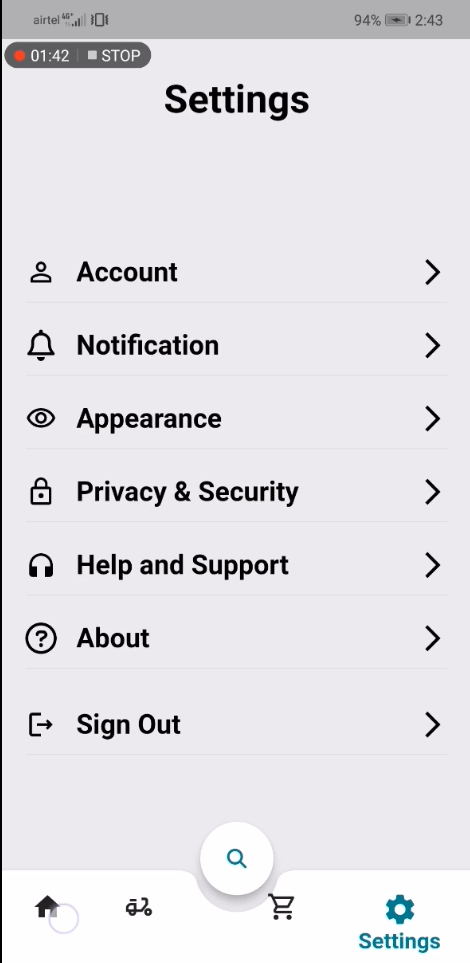 airtel 4G+ 94% 2:43
01:42 STOP
Settings
Account
Notification
Appearance
Privacy & Security
Help and Support
About
Sign Out
Settings